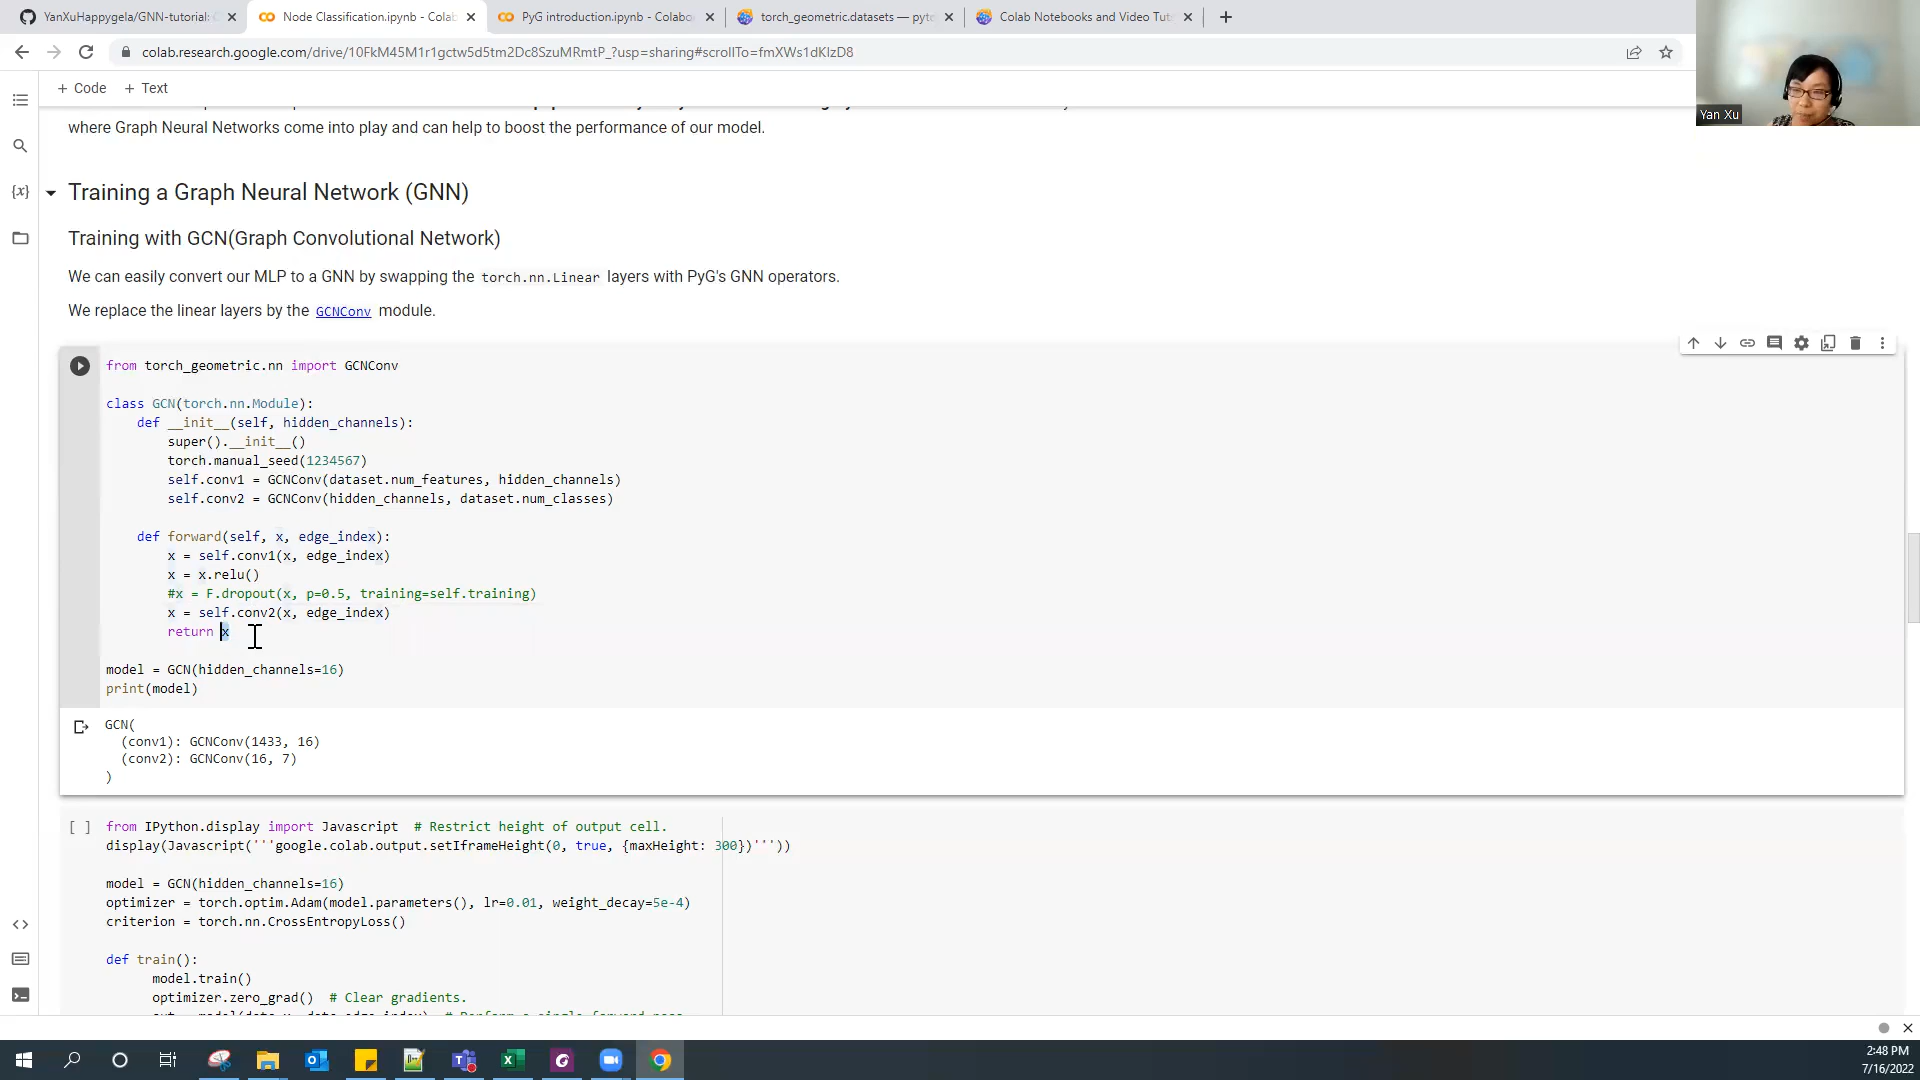 YanXuHappygela/GNN-tutorial:
Node Classification.ipynb - Colab
PyG introduction.ipynb - Colabo
torch_geometric.datasets — pyto
Colab Notebooks and Video Tut
colab.research.google.com/drive/10FkM45M1r1gctw5d5tm2Dc8SzuMRmtP_?usp=sharing#scrollTo=fmXWs1dKlzD8
Yan Xu
+ Code + Text
where Graph Neural Networks come into play and can help to boost the performance of our model.
Training a Graph Neural Network (GNN)
Training with GCN(Graph Convolutional Network)
We can easily convert our MLP to a GNN by swapping the torch.nn.Linear layers with PyG's GNN operators.
We replace the linear layers by the GCNConv module.
from torch_geometric.nn import GCNConv
class GCN(torch.nn.Module):
def __init__(self, hidden_channels):
super().__init__()
torch.manual_seed(1234567)
self.conv1 = GCNConv(dataset.num_features, hidden_channels)
self.conv2 = GCNConv(hidden_channels, dataset.num_classes)
def forward(self, x, edge_index):
x = self.conv1(x, edge_index)
x = x.relu()
#x = F.dropout(x, p=0.5, training=self.training)
x = self.conv2(x, edge_index)
return x
model = GCN(hidden_channels=16)
print(model)
GCN(
(conv1): GCNConv(1433, 16)
(conv2): GCNConv(16, 7)
)
[ ] from IPython.display import Javascript # Restrict height of output cell.
display(Javascript('''google.colab.output.setIframeHeight(0, true, {maxHeight: 300})'''))
model = GCN(hidden_channels=16)
optimizer = torch.optim.Adam(model.parameters(), lr=0.01, weight_decay=5e-4)
criterion = torch.nn.CrossEntropyLoss()
def train():
model.train()
optimizer.zero_grad() # Clear gradients.
2:48 PM
7/16/2022